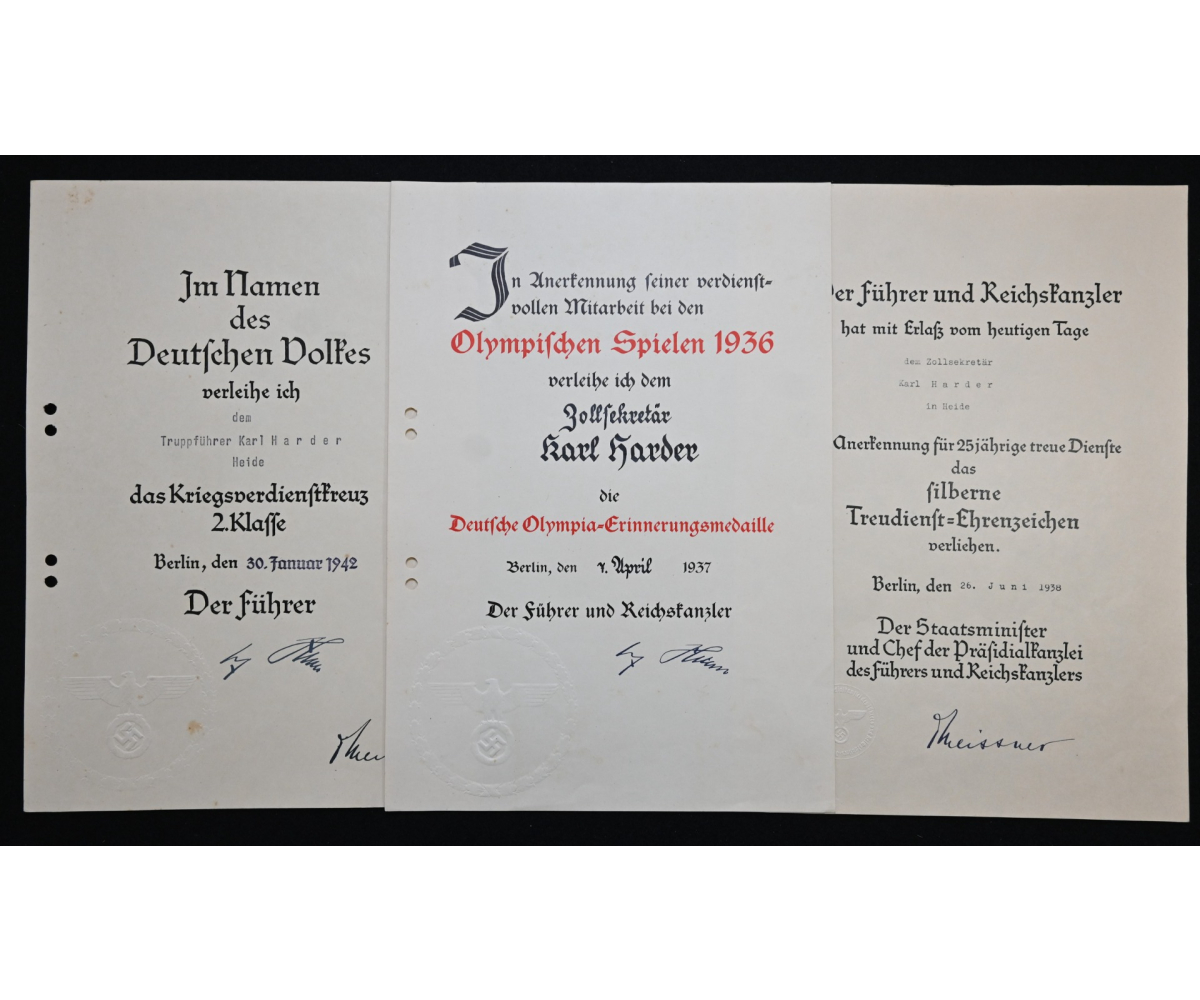 Im Namen
des
Deutschen Volkes
verleihe ich
dem
Truppführer Karl H a r d e r
Heide
das Kriegsverdienstkreuz
2. Klasse
Berlin, den 30. Januar 1942
Der Führer
In Anerkennung seiner verdienst-
vollen Mitarbeit bei den
Olympischen Spielen 1936
verleihe ich dem
Zollsekretär
Karl Harder
die
Deutsche Olympia-Erinnerungsmedaille
Berlin, den April 1937
Der Führer und Reichskanzler
Der Führer und Reichskanzler
hat mit Erlaß vom heutigen Tage
dem Zollsekretär
Karl H a r d e r
in Heide
Anerkennung für 25jährige treue Dienste
das
silberne
Treudienst-Ehrenzeichen
verliehen.
Berlin, den 26. J u n i 1938
Der Staatsminister
und Chef der Präsidialkanzlei
des Führers und Reichskanzlers
Meissner